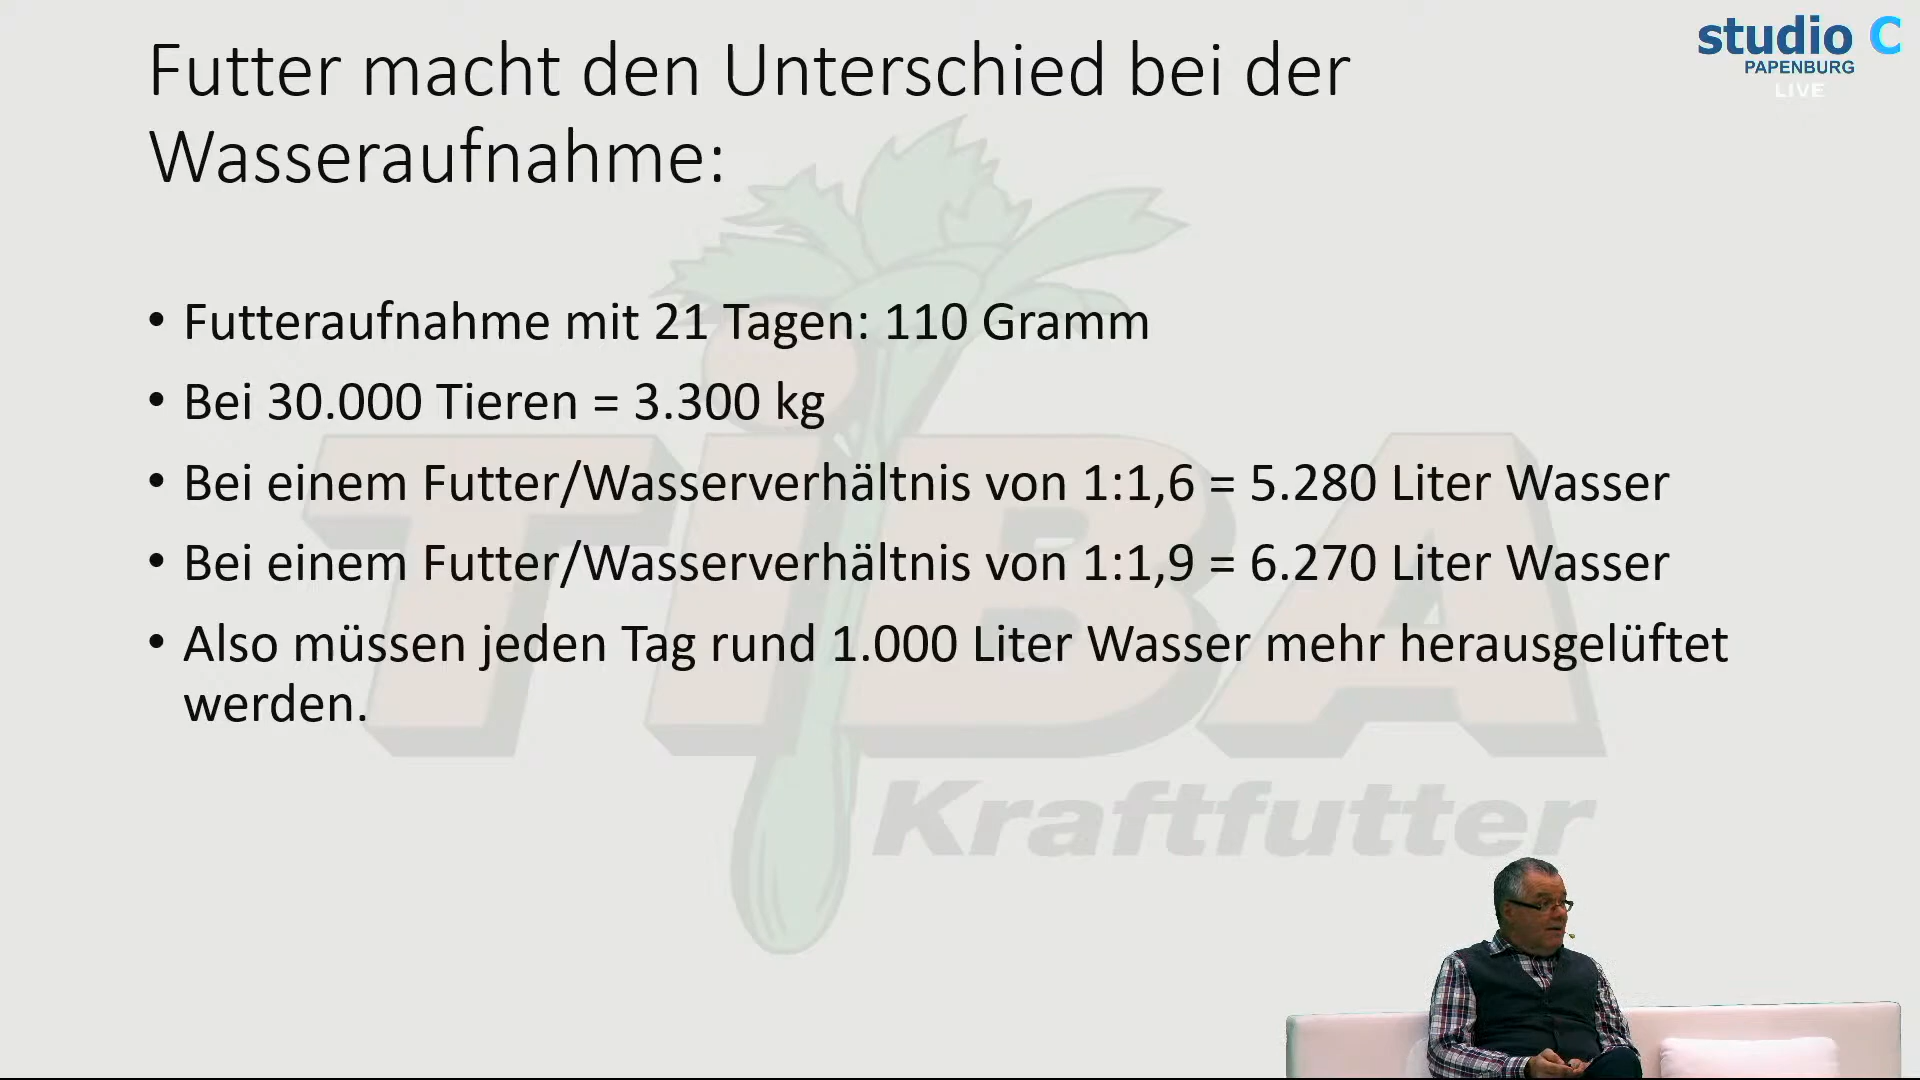 studio C
PAPENBURG
LIVE
Futter macht den Unterschied bei der
Wasseraufnahme:
• Futteraufnahme mit 21 Tagen: 110 Gramm
• Bei 30.000 Tieren = 3.300 kg
• Bei einem Futter/Wasserverhältnis von 1:1,6 = 5.280 Liter Wasser
• Bei einem Futter/Wasserverhältnis von 1:1,9 = 6.270 Liter Wasser
• Also müssen jeden Tag rund 1.000 Liter Wasser mehr herausgelüftet
werden.
TiBA
Kraftfutter